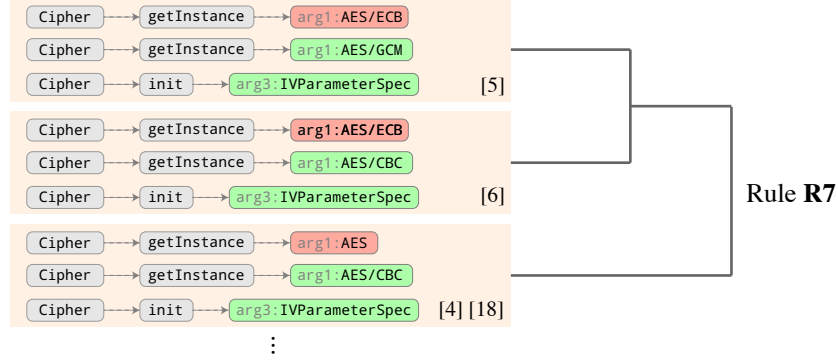 Cipher getInstance arg1:AES/ECB
Cipher getInstance arg1:AES/GCM
Cipher init arg3:IVParameterSpec [5]
Cipher getInstance arg1:AES/ECB
Cipher getInstance arg1:AES/CBC
Cipher init arg3:IVParameterSpec [6]
Rule R7
Cipher getInstance arg1:AES
Cipher getInstance arg1:AES/CBC
Cipher init arg3:IVParameterSpec [4] [18]
⋮